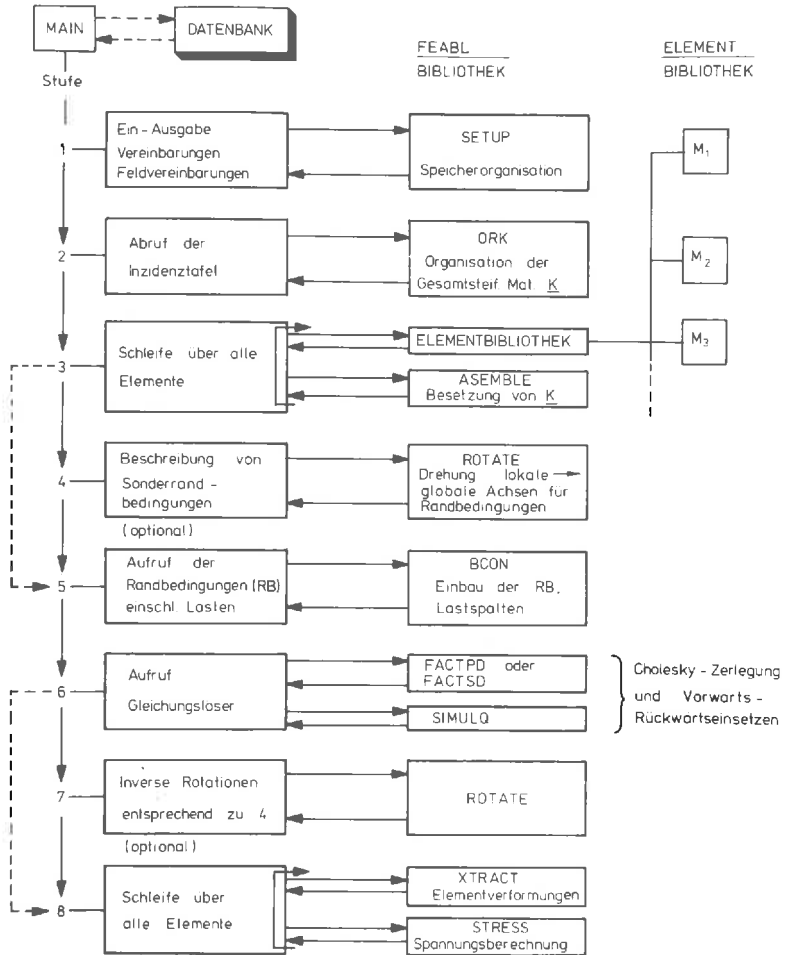 MAIN
DATENBANK
FEABL
BIBLIOTHEK
ELEMENT
BIBLIOTHEK
Stufe
1
Ein-Ausgabe
Vereinbarungen
Feldvereinbarungen
SETUP
Speicherorganisation
M1
2
Abruf der
Inzidenztafel
ORK
Organisation der
Gesamtsteif. Mat. K
M2
3
Schleife über alle
Elemente
ELEMENTBIBLIOTHEK
ASEMBLE
Besetzung von K
M3
4
Beschreibung von
Sonderrand-
bedingungen
(optional)
ROTATE
Drehung lokale →
globale Achsen für
Randbedingungen
5
Aufruf der
Randbedingungen (RB)
einschl. Lasten
BCON
Einbau der RB,
Lastspalten
6
Aufruf
Gleichungsloser
FACTPD oder
FACTSD
SIMULQ
Cholesky-Zerlegung
und Vorwarts-
Rückwärtseinsetzen
7
Inverse Rotationen
entsprechend zu 4
(optional)
ROTATE
8
Schleife über
alle Elemente
XTRACT
Elementverformungen
STRESS
Spannungsberechnung